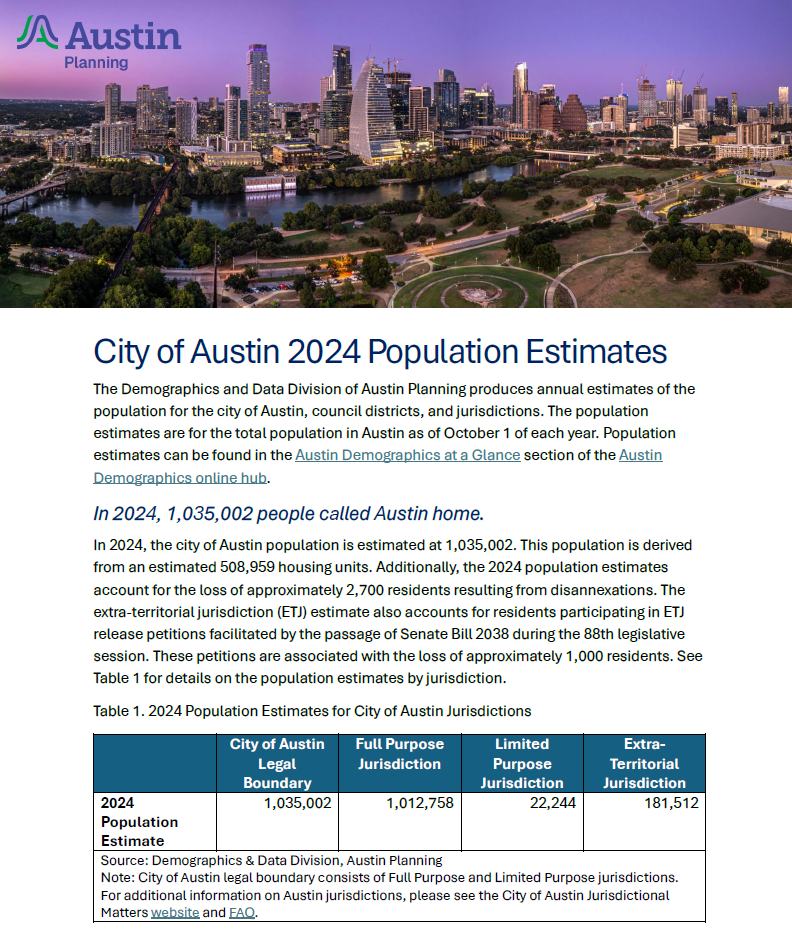 Austin
Planning
City of Austin 2024 Population Estimates
The Demographics and Data Division of Austin Planning produces annual estimates of the
population for the city of Austin, council districts, and jurisdictions. The population
estimates are for the total population in Austin as of October 1 of each year. Population
estimates can be found in the Austin Demographics at a Glance section of the Austin
Demographics online hub.
In 2024, 1,035,002 people called Austin home.
In 2024, the city of Austin population is estimated at 1,035,002. This population is derived
from an estimated 508,959 housing units. Additionally, the 2024 population estimates
account for the loss of approximately 2,700 residents resulting from disannexations. The
extra-territorial jurisdiction (ETJ) estimate also accounts for residents participating in ETJ
release petitions facilitated by the passage of Senate Bill 2038 during the 88th legislative
session. These petitions are associated with the loss of approximately 1,000 residents. See
Table 1 for details on the population estimates by jurisdiction.
Table 1. 2024 Population Estimates for City of Austin Jurisdictions
City of Austin
Legal
Boundary
Full Purpose
Jurisdiction
Limited
Purpose
Jurisdiction
Extra-
Territorial
Jurisdiction
2024
Population
Estimate
1,035,002
1,012,758
22,244
181,512
Source: Demographics & Data Division, Austin Planning
Note: City of Austin legal boundary consists of Full Purpose and Limited Purpose jurisdictions.
For additional information on Austin jurisdictions, please see the City of Austin Jurisdictional
Matters website and FAQ.